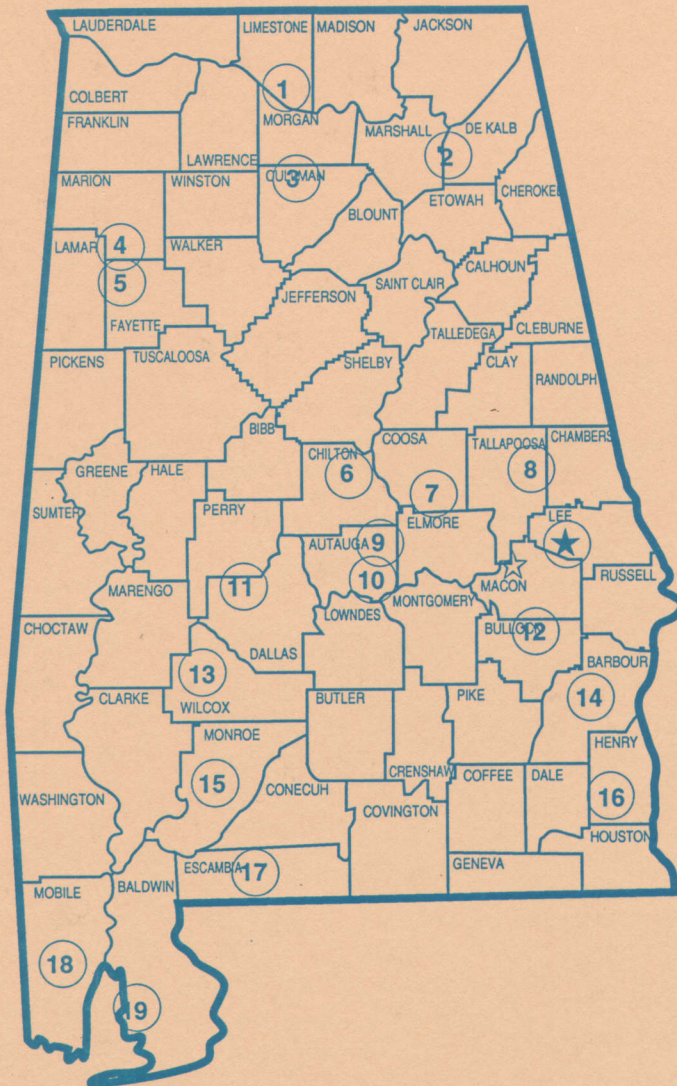 LAUDERDALE
LIMESTONE
MADISON
JACKSON
1
COLBERT
FRANKLIN
MORGAN
MARSHALL
DE KALB
2
LAWRENCE
CULLMAN
3
MARION
WINSTON
CHEROKEE
ETOWAH
BLOUNT
LAMAR
4
WALKER
5
CALHOUN
SAINT CLAIR
JEFFERSON
FAYETTE
TALLEDEGA
CLEBURNE
PICKENS
TUSCALOOSA
SHELBY
CLAY
RANDOLPH
BIBB
COOSA
TALLAPOOSA
CHAMBERS
CHILTON
6
8
GREENE
HALE
7
PERRY
SUMTER
LEE
ELMORE
AUTAUGA
9
10
11
MACON
RUSSELL
MARENGO
MONTGOMERY
LOWNDES
CHOCTAW
BULLOCK
12
DALLAS
BARBOUR
13
CLARKE
BUTLER
PIKE
14
WILCOX
MONROE
HENRY
CRENSHAW
COFFEE
DALE
15
CONECUH
16
WASHINGTON
COVINGTON
HOUSTON
ESCAMBIA
17
GENEVA
MOBILE
BALDWIN
18
19